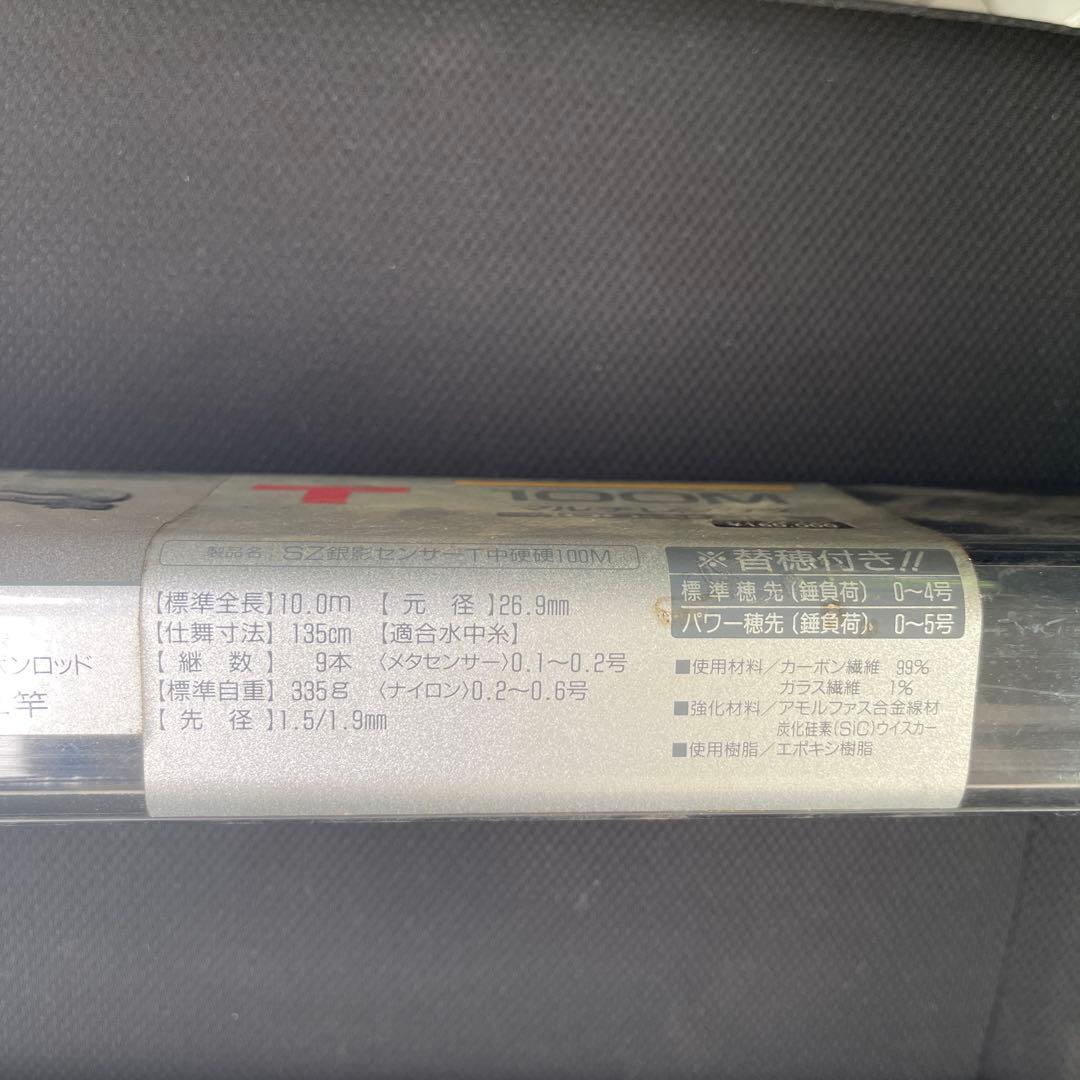 T
100M
製品名：SZ銀影センサーT中硬硬100M
【標準全長】10.0m 【元 径】26.9mm
【仕舞寸法】135cm 【適合水中糸】
【継 数】 9本 〈メタセンサー〉0.1〜0.2号
【標準自重】335g 〈ナイロン〉0.2〜0.6号
【先 径】1.5/1.9mm
※替穂付き!!
標準穂先(錘負荷) 0〜4号
パワー穂先(錘負荷) 0〜5号
■使用材料／カーボン繊維 99%
ガラス繊維 1%
■強化材料／アモルファス合金線材
炭化硅素(SiC)ウイスカー
■使用樹脂／エポキシ樹脂
ボンロッド
竿